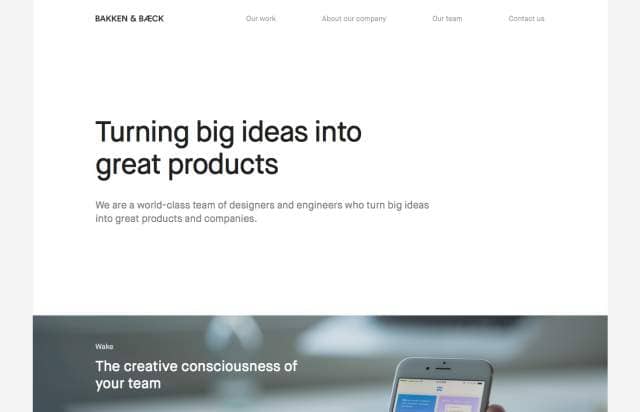 BAKKEN & BÆCK
Our work
About our company
Our team
Contact us
Turning big ideas into
great products
We are a world-class team of designers and engineers who turn big ideas
into great products and companies.
Wake
The creative consciousness of
your team